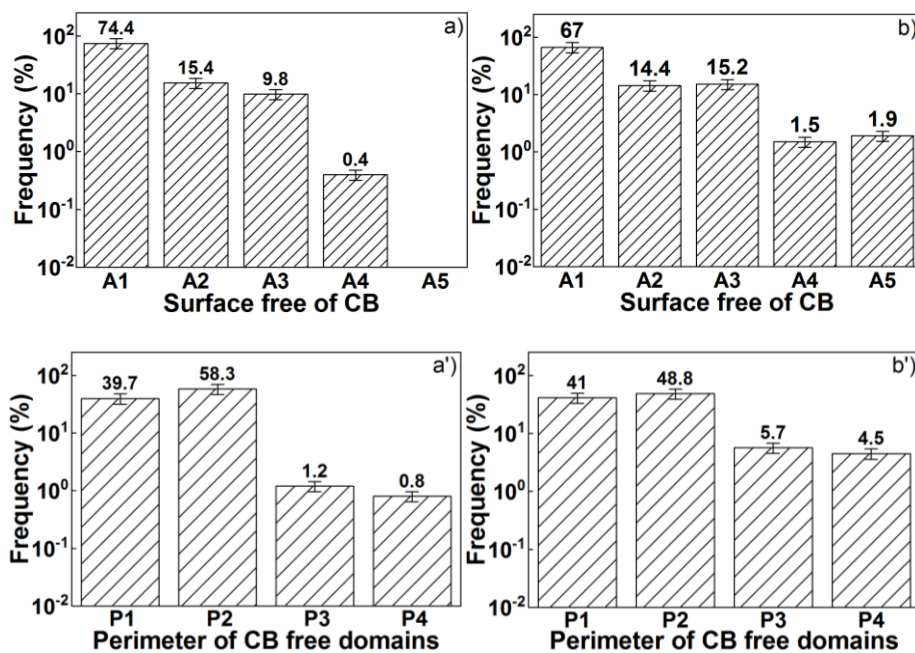 a)
Frequency (%)
10²
10¹
10⁰
10⁻¹
10⁻²
74.4
15.4
9.8
0.4
A1 A2 A3 A4 A5
Surface free of CB
b)
Frequency (%)
10²
10¹
10⁰
10⁻¹
10⁻²
67
14.4
15.2
1.5
1.9
A1 A2 A3 A4 A5
Surface free of CB
a')
Frequency (%)
10²
10¹
10⁰
10⁻¹
10⁻²
39.7
58.3
1.2
0.8
P1 P2 P3 P4
Perimeter of CB free domains
b')
Frequency (%)
10²
10¹
10⁰
10⁻¹
10⁻²
41
48.8
5.7
4.5
P1 P2 P3 P4
Perimeter of CB free domains